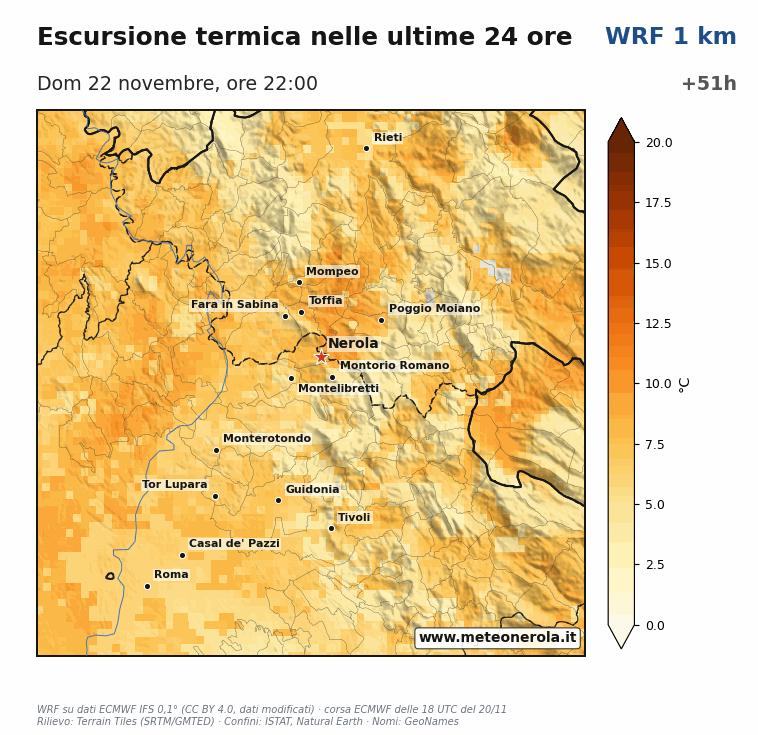 Escursione termica nelle ultime 24 ore
WRF 1 km
Dom 22 novembre, ore 22:00
+51h
Rieti
Mompeo
Fara in Sabina
Toffia
Poggio Moiano
Nerola
Montorio Romano
Montelibretti
Monterotondo
Tor Lupara
Guidonia
Tivoli
Casal de' Pazzi
Roma
www.meteonerola.it
20.0
17.5
15.0
12.5
10.0
7.5
5.0
2.5
0.0
°C
WRF su dati ECMWF IFS 0,1° (CC BY 4.0, dati modificati) · corsa ECMWF delle 18 UTC del 20/11
Rilievo: Terrain Tiles (SRTM/GMTED) · Confini: ISTAT, Natural Earth · Nomi: GeoNames